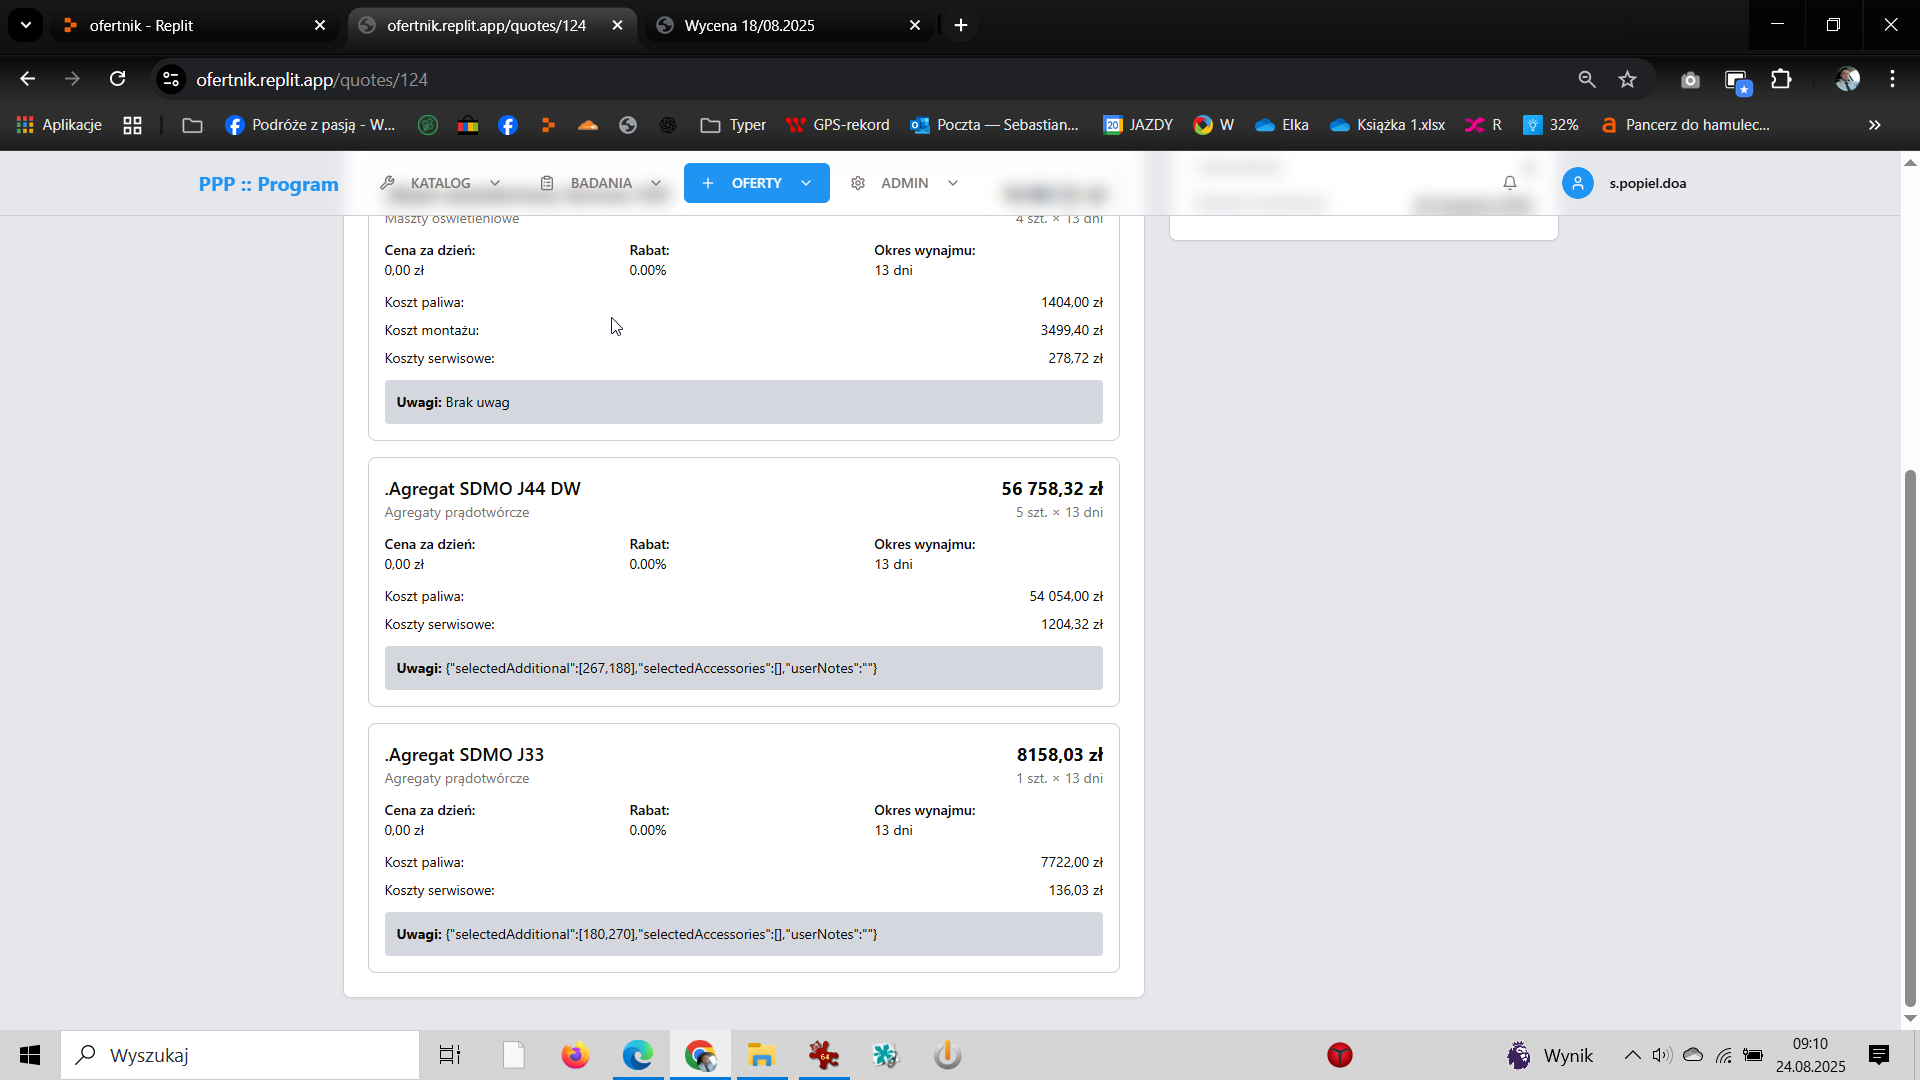 ofertnik - Replit
ofertnik.replit.app/quotes/124
Wycena 18/08.2025
ofertnik.replit.app/quotes/124
Aplikacje
Podróże z pasją - W...
Typer
GPS-rekord
Poczta — Sebastian...
20
JAZDY
W
Elka
Książka 1.xlsx
R
32%
Pancerz do hamulec...
PPP :: Program
KATALOG
BADANIA
OFERTY
ADMIN
s.popiel.doa
Maszty oświetleniowe
4 szt. × 13 dni
Cena za dzień:
Rabat:
Okres wynajmu:
0,00 zł
0.00%
13 dni
Koszt paliwa:
1404,00 zł
Koszt montażu:
3499,40 zł
Koszty serwisowe:
278,72 zł
Uwagi: Brak uwag
.Agregat SDMO J44 DW
56 758,32 zł
Agregaty prądotwórcze
5 szt. × 13 dni
Cena za dzień:
Rabat:
Okres wynajmu:
0,00 zł
0.00%
13 dni
Koszt paliwa:
54 054,00 zł
Koszty serwisowe:
1204,32 zł
Uwagi: {"selectedAdditional":[267,188],"selectedAccessories":[],"userNotes":""}
.Agregat SDMO J33
8158,03 zł
Agregaty prądotwórcze
1 szt. × 13 dni
Cena za dzień:
Rabat:
Okres wynajmu:
0,00 zł
0.00%
13 dni
Koszt paliwa:
7722,00 zł
Koszty serwisowe:
136,03 zł
Uwagi: {"selectedAdditional":[180,270],"selectedAccessories":[],"userNotes":""}
Wyszukaj
64
Wynik
09:10
24.08.2025